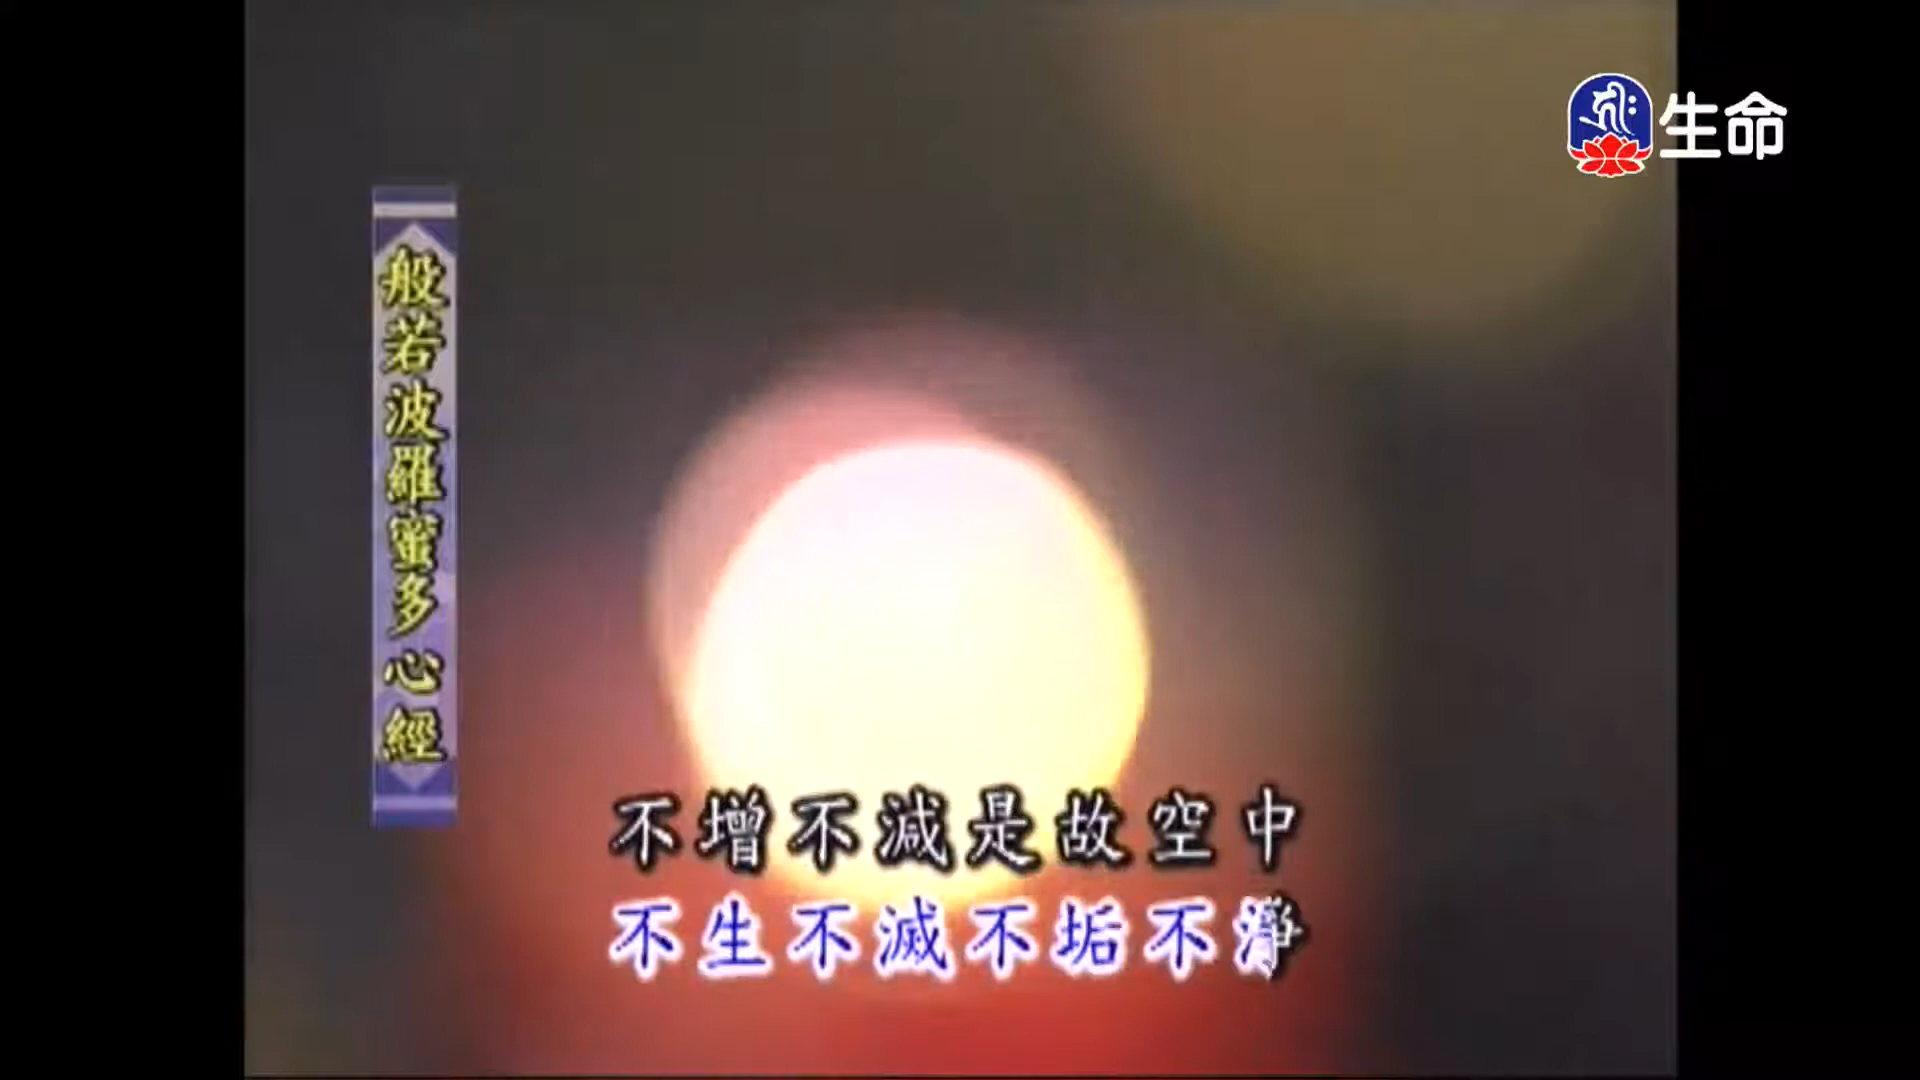 生命
般若波羅蜜多心經
不增不減是故空中
不生不滅不垢不淨